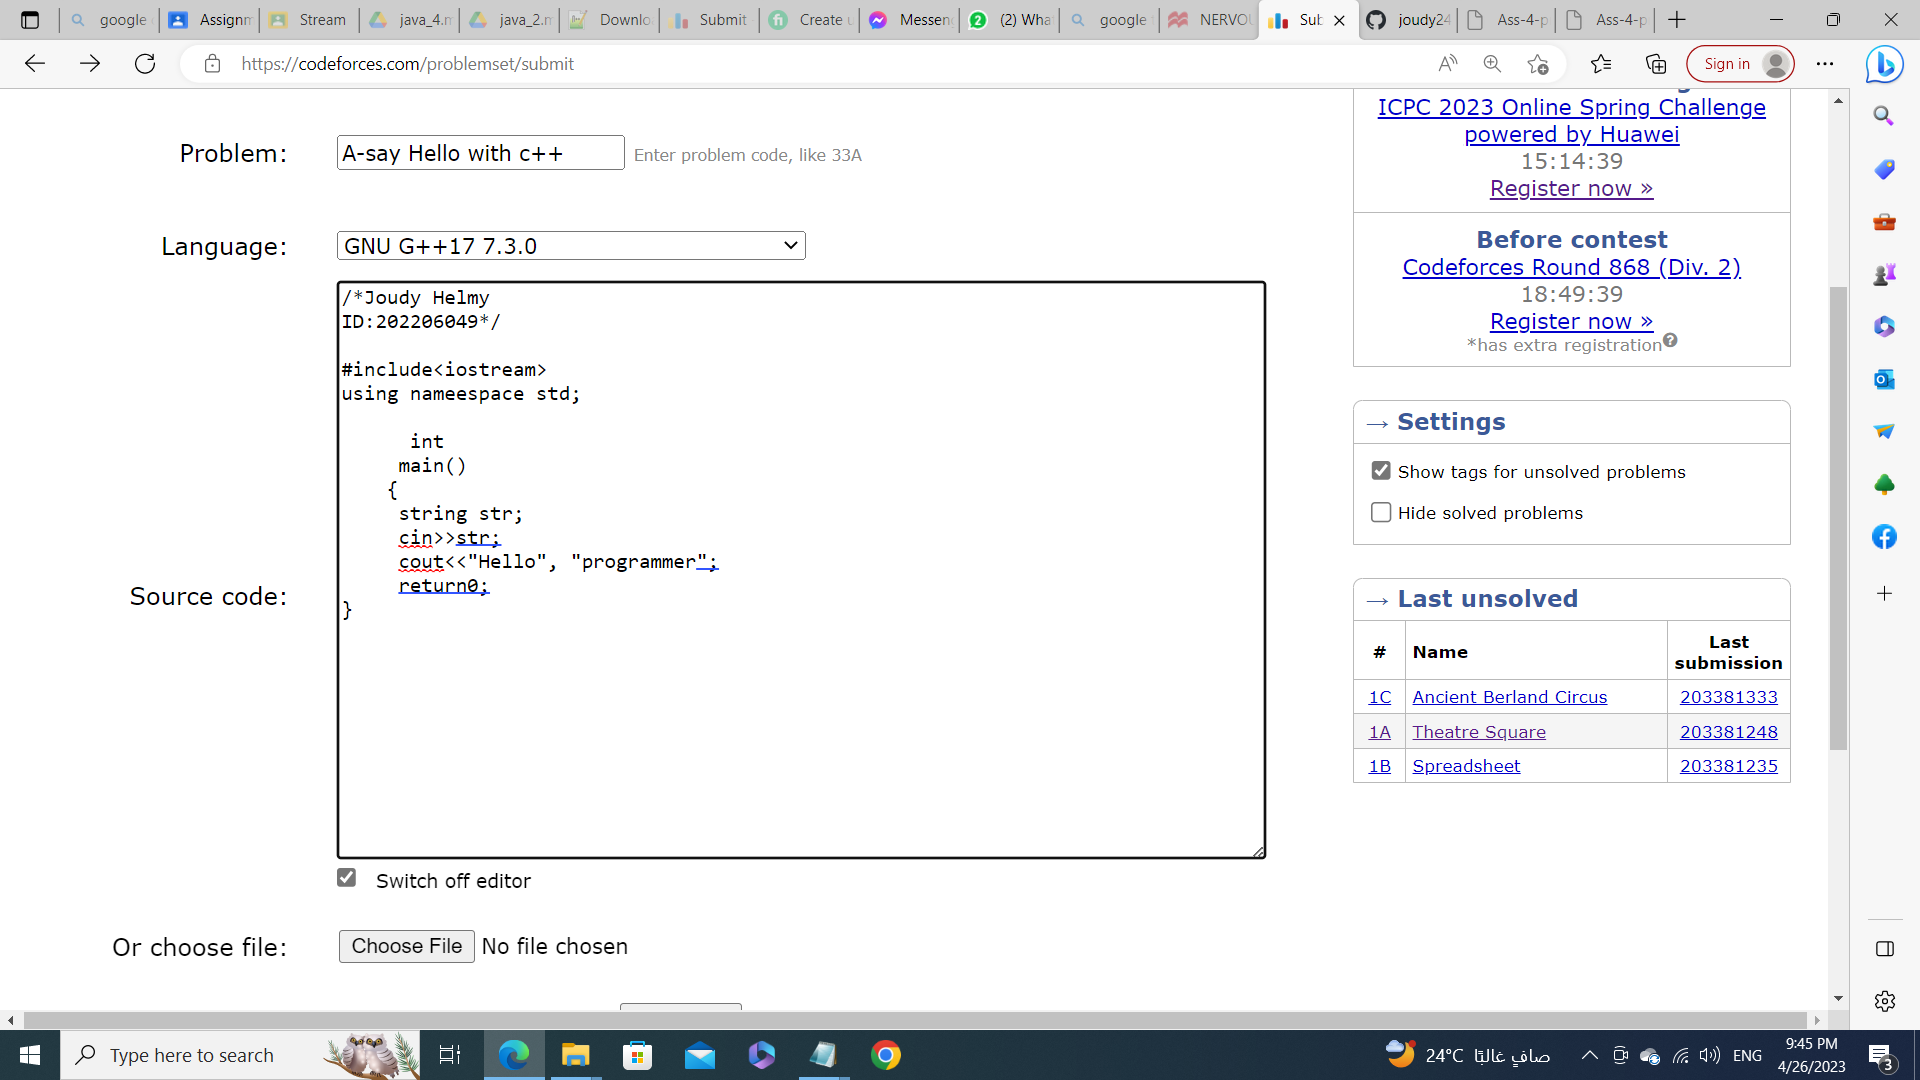 google
Assignm
Stream
java_4.m
java_2.m
Downlo
Submit
Create u
Messen
(2) Wha
google
NERVOU
Sub
joudy24
Ass-4-p
Ass-4-p
https://codeforces.com/problemset/submit
Sign in
Problem:
A-say Hello with c++
Enter problem code, like 33A
Language:
GNU G++17 7.3.0
Source code:
/*Joudy Helmy
ID:202206049*/
#include<iostream>
using nameespace std;
int
main()
{
string str;
cin>>str;
cout<<"Hello", "programmer";
return0;
}
Switch off editor
Or choose file:
Choose File No file chosen
ICPC 2023 Online Spring Challenge
powered by Huawei
15:14:39
Register now »
Before contest
Codeforces Round 868 (Div. 2)
18:49:39
Register now »
*has extra registration?
→ Settings
Show tags for unsolved problems
Hide solved problems
→ Last unsolved
# Name Last submission
1C Ancient Berland Circus 203381333
1A Theatre Square 203381248
1B Spreadsheet 203381235
Type here to search
24°C صافٍ غالبًا
ENG
9:45 PM
4/26/2023
3